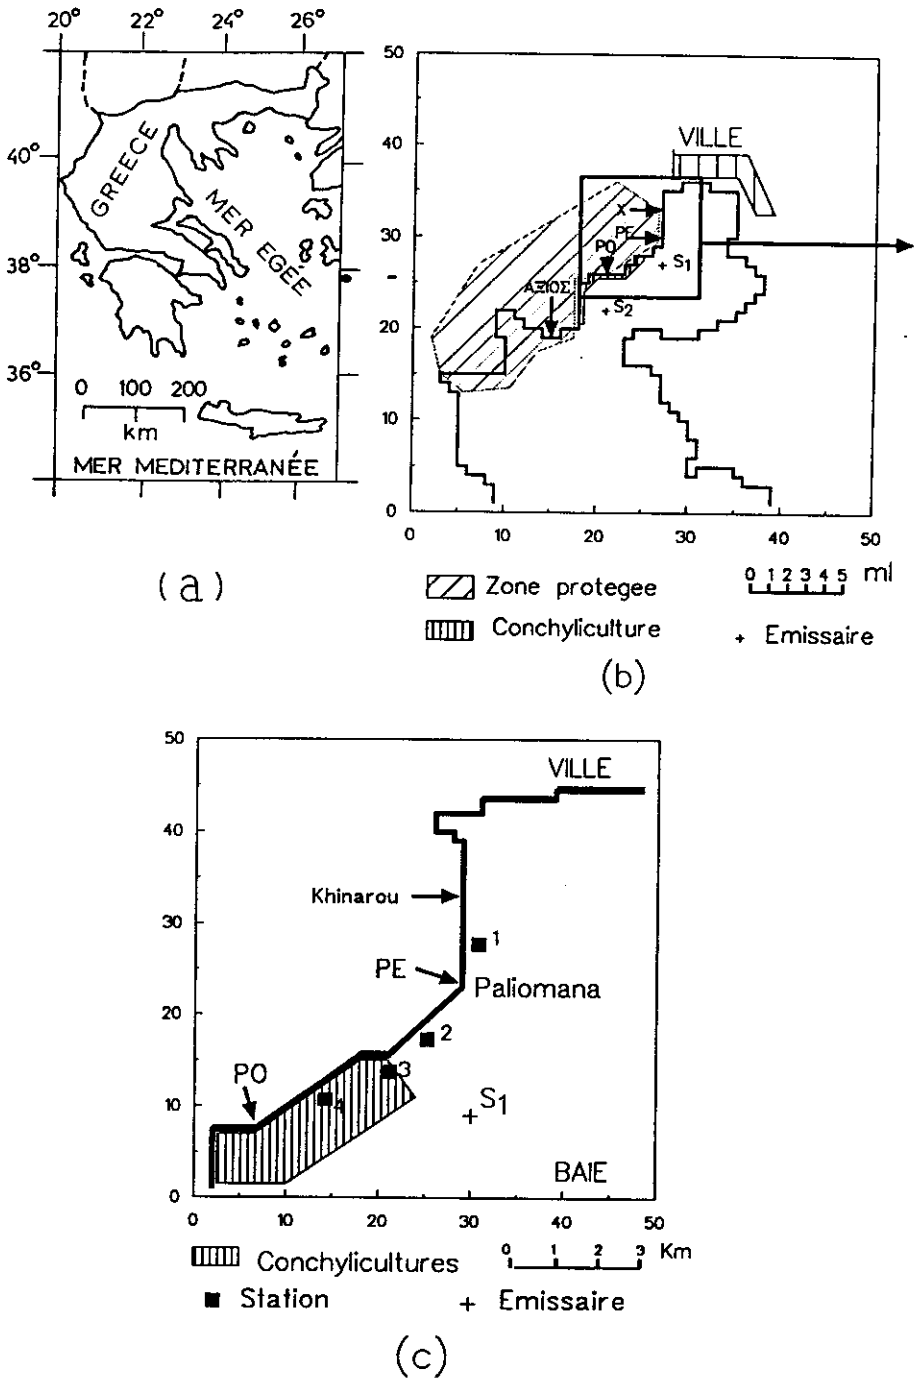 20° 22° 24° 26°
(a)
40°
38°
36°
GREECE
MER EGÉE
0 100 200
km
MER MEDITERRANÉE
20° 22° 24° 26°
(a)
50
40
30
20
10
0
VILLE
X
PE
PO
S1
ΑΞΙΟΣ
S2
0 10 20 30 40 50
Zone protegee
0 1 2 3 4 5 ml
Conchyliculture
+ Emissaire
(b)
50
40
30
20
10
0
VILLE
Khinarou
1
PE
Paliomana
2
PO
3
4
S1
BAIE
0 10 20 30 40 50
Conchylicultures
0 1 2 3 Km
Station
+ Emissaire
(c)